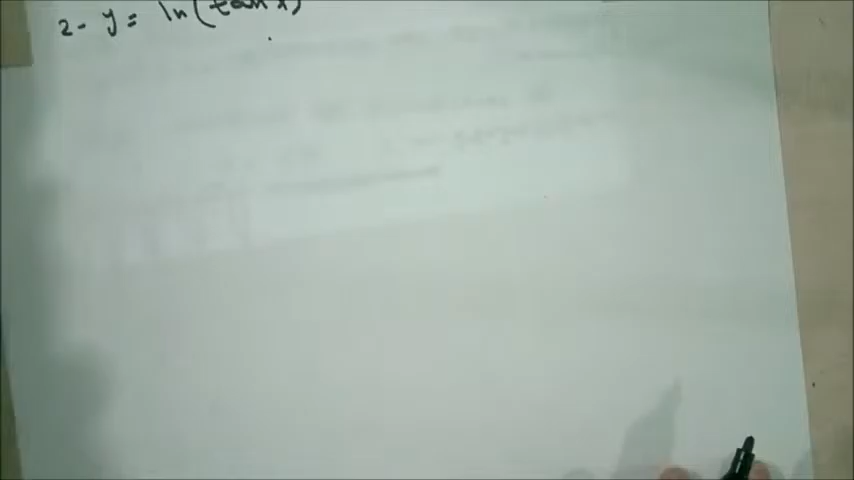 2- y = ln(tan x)